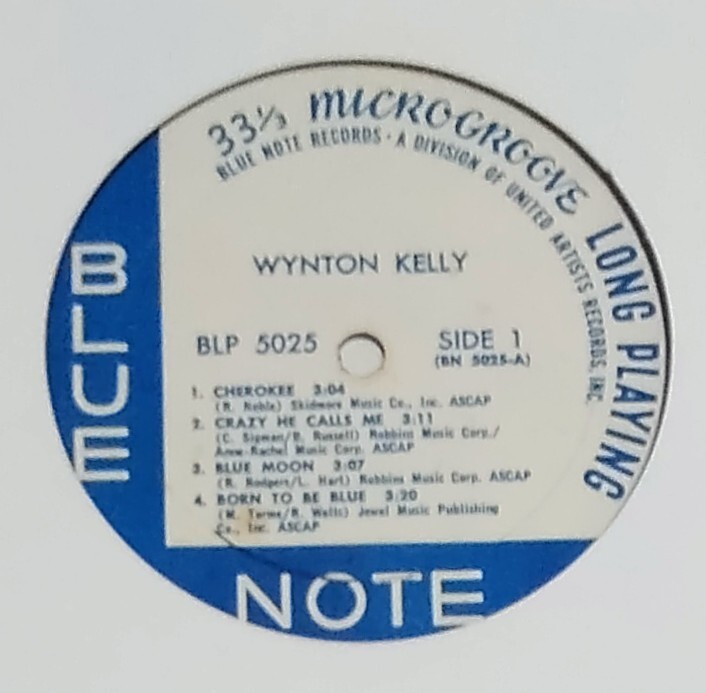 33⅓ MICROGROOVE LONG PLAYING
BLUE NOTE RECORDS · A DIVISION OF UNITED ARTISTS RECORDS, INC.
WYNTON KELLY
BLP 5025
SIDE 1
(BN 5025-A)
1. CHEROKEE 3:04
(R. Noble) Skidmore Music Co., Inc. ASCAP
2. CRAZY HE CALLS ME 3:11
(C. Sigman/B. Russell) Robbins Music Corp./
Anne-Rachel Music Corp. ASCAP
3. BLUE MOON 3:07
(R. Rodgers/L. Hart) Robbins Music Corp. ASCAP
4. BORN TO BE BLUE 3:20
(M. Torme/R. Wells) Jewel Music Publishing
Co., Inc. ASCAP
BLUE
NOTE